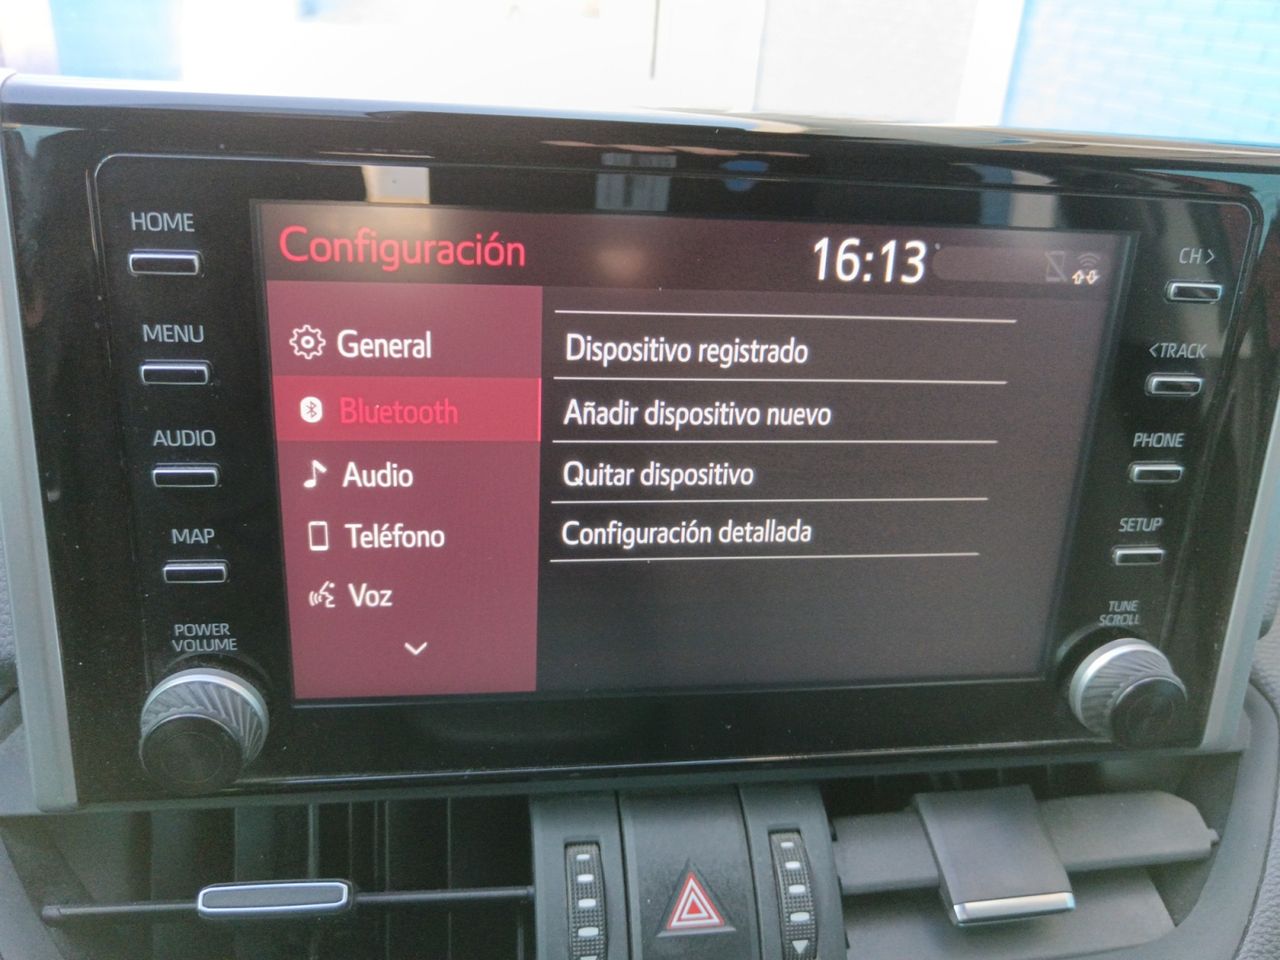 HOME
MENU
AUDIO
MAP
POWER
VOLUME
Configuración
16:13
General
Bluetooth
Audio
Teléfono
Voz
Dispositivo registrado
Añadir dispositivo nuevo
Quitar dispositivo
Configuración detallada
CH >
< TRACK
PHONE
SETUP
TUNE
SCROLL